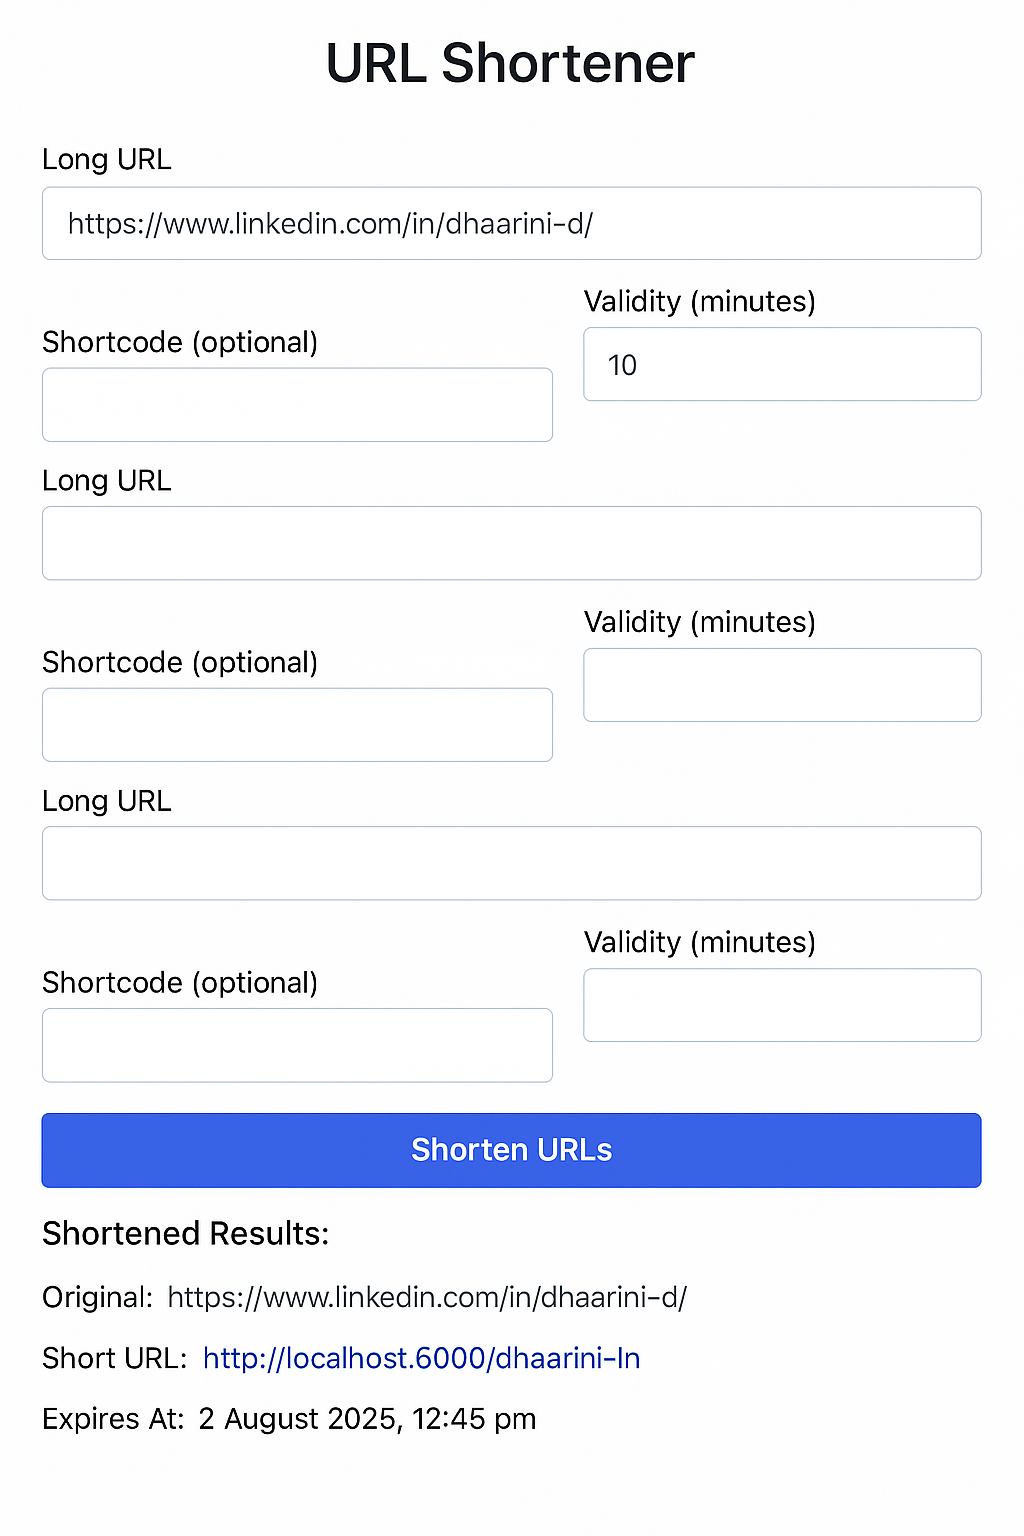 URL Shortener
Long URL
https://www.linkedin.com/in/dhaarini-d/
Validity (minutes)
Shortcode (optional)
10
Long URL
Validity (minutes)
Shortcode (optional)
Long URL
Validity (minutes)
Shortcode (optional)
Shorten URLs
Shortened Results:
Original: https://www.linkedin.com/in/dhaarini-d/
Short URL: http://localhost.6000/dhaarini-ln
Expires At: 2 August 2025, 12:45 pm